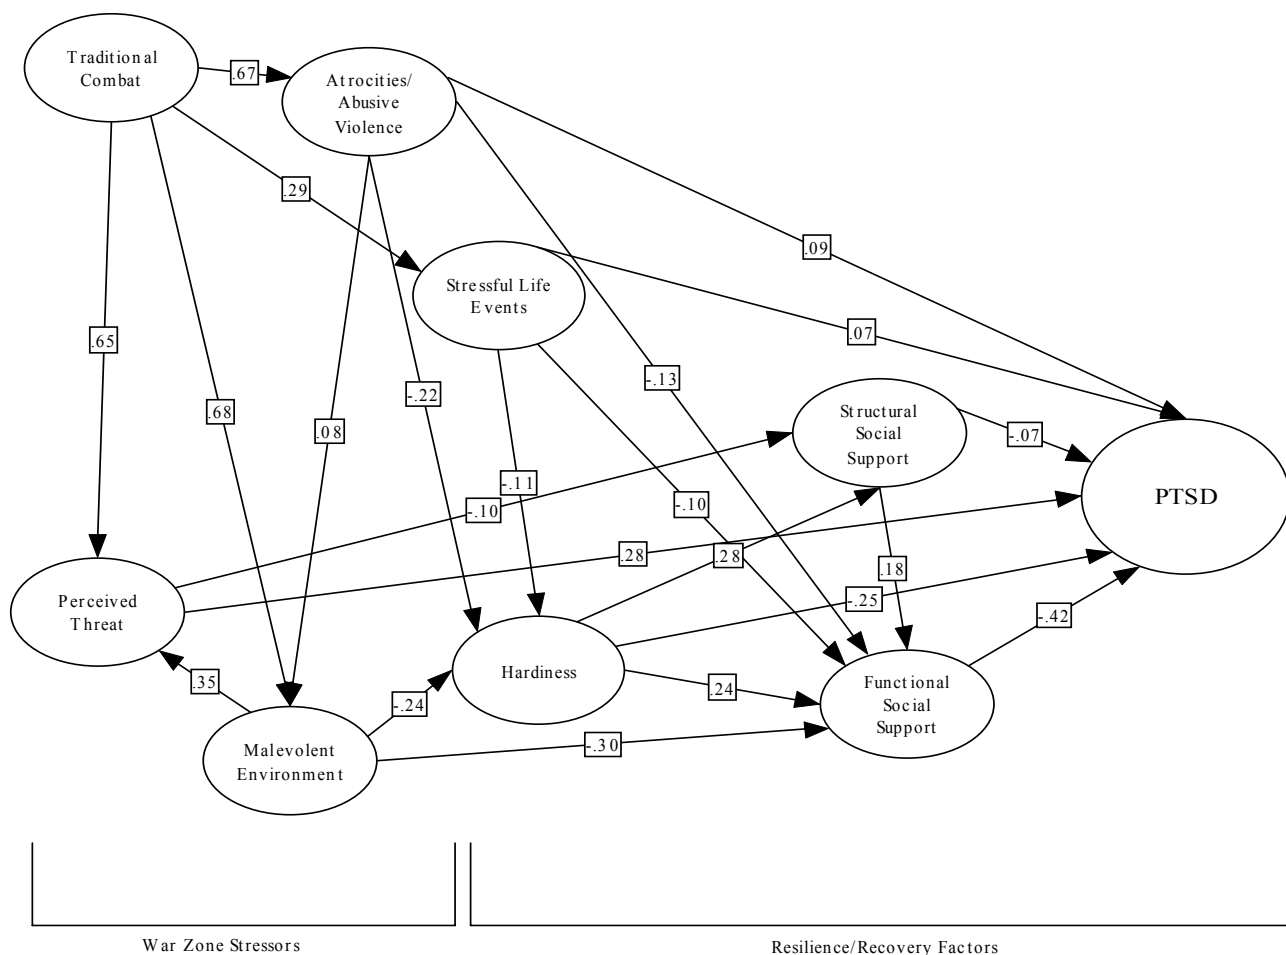 Traditional
Combat
.67
Atrocities/
Abusive
Violence
.29
.09
Stressful Life
Events
.07
.65
-.13
-.22
.68
.08
Structural
Social
Support
-.07
-.11
-.10
-.10
PTSD
.28
.28
.18
-.25
-.42
Perceived
Threat
Hardiness
.35
-.24
.24
Functional
Social
Support
-.30
Malevolent
Environment
War Zone Stressors
Resilience/Recovery Factors